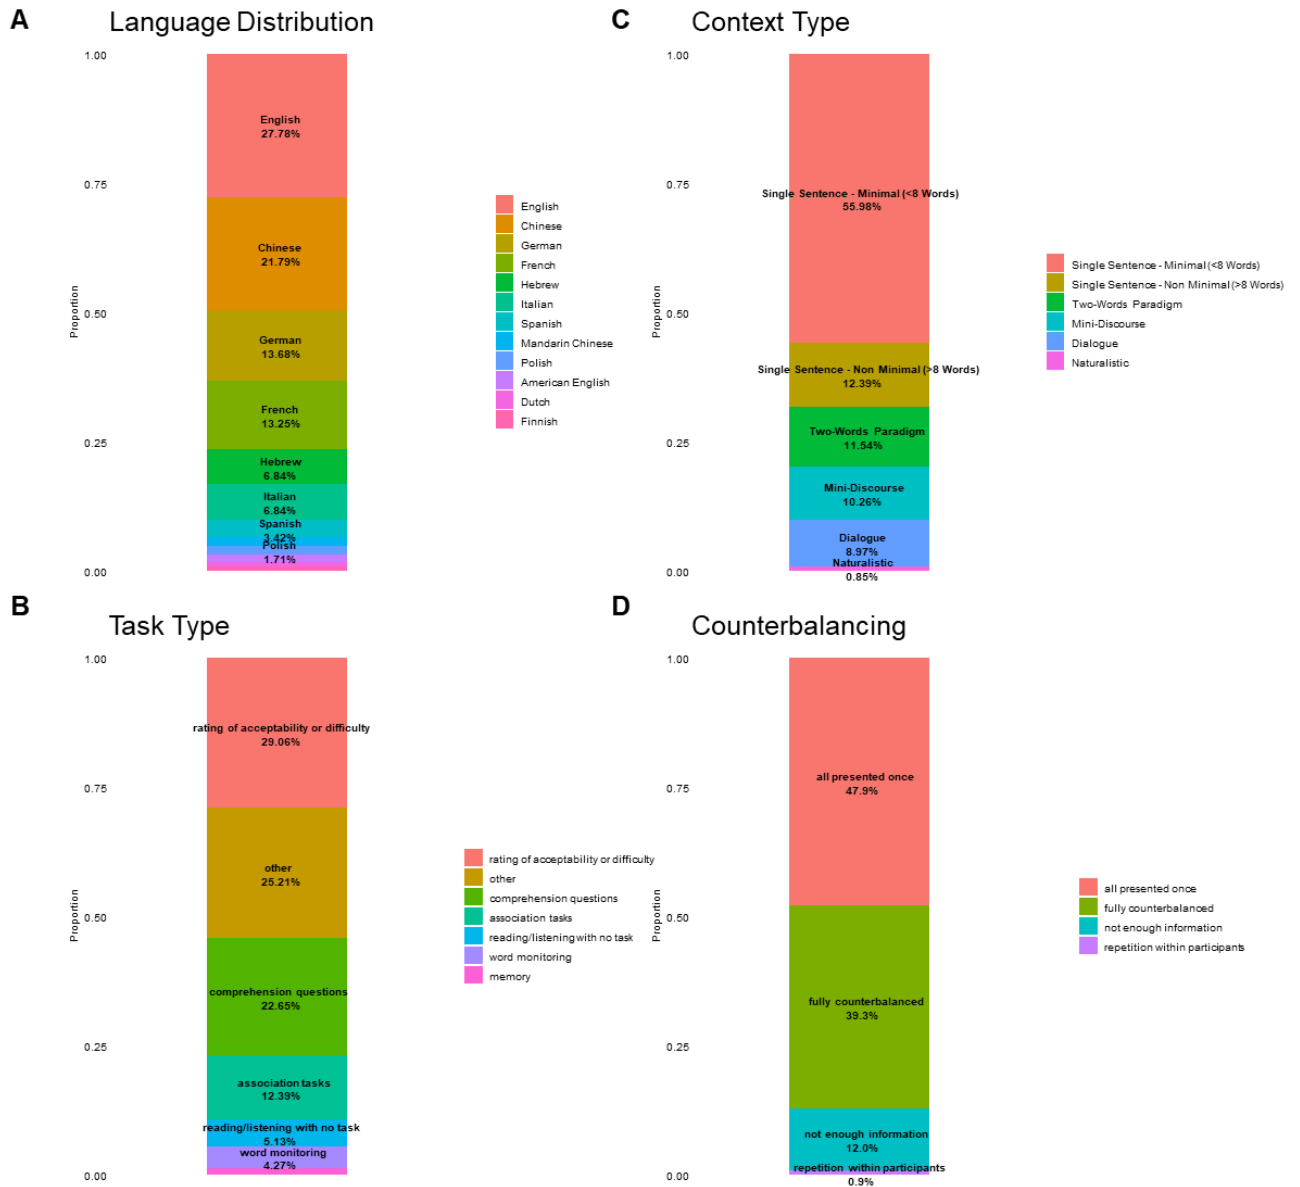 A
Language Distribution
1.00
0.75
0.50
0.25
0.00
Proportion
English
27.78%
Chinese
21.79%
German
13.68%
French
13.25%
Hebrew
6.84%
Italian
6.84%
Spanish
3.42%
Polish
1.71%
English
Chinese
German
French
Hebrew
Italian
Spanish
Mandarin Chinese
Polish
American English
Dutch
Finnish
C
Context Type
1.00
0.75
0.50
0.25
0.00
Proportion
Single Sentence - Minimal (<8 Words)
55.98%
Single Sentence - Non Minimal (>8 Words)
12.39%
Two-Words Paradigm
11.54%
Mini-Discourse
10.26%
Dialogue
8.97%
Naturalistic
0.85%
Single Sentence - Minimal (<8 Words)
Single Sentence - Non Minimal (>8 Words)
Two-Words Paradigm
Mini-Discourse
Dialogue
Naturalistic
B
Task Type
1.00
0.75
0.50
0.25
0.00
Proportion
rating of acceptability or difficulty
29.06%
other
25.21%
comprehension questions
22.65%
association tasks
12.39%
reading/listening with no task
5.13%
word monitoring
4.27%
rating of acceptability or difficulty
other
comprehension questions
association tasks
reading/listening with no task
word monitoring
memory
D
Counterbalancing
1.00
0.75
0.50
0.25
0.00
Proportion
all presented once
47.9%
fully counterbalanced
39.3%
not enough information
12.0%
repetition within participants
0.9%
all presented once
fully counterbalanced
not enough information
repetition within participants